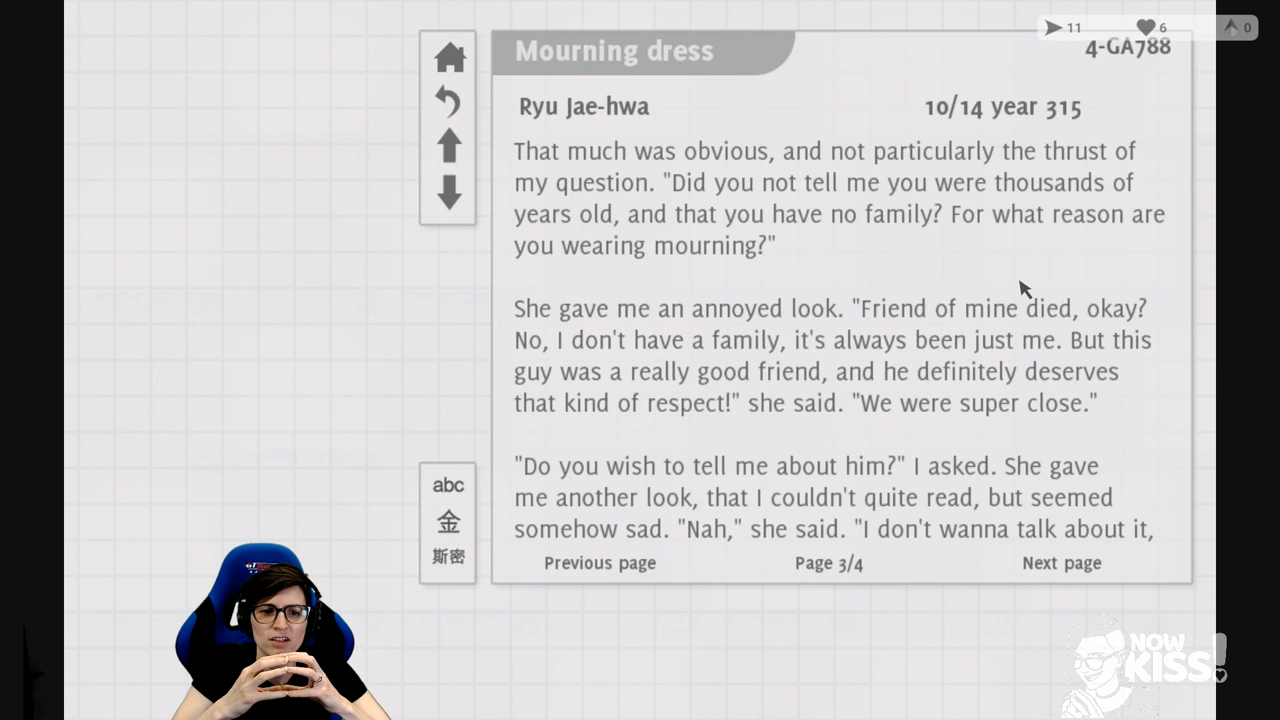 11 6 0
Mourning dress
4-GA788
Ryu Jae-hwa 10/14 year 315
That much was obvious, and not particularly the thrust of
my question. "Did you not tell me you were thousands of
years old, and that you have no family? For what reason are
you wearing mourning?"
She gave me an annoyed look. "Friend of mine died, okay?
No, I don't have a family, it's always been just me. But this
guy was a really good friend, and he definitely deserves
that kind of respect!" she said. "We were super close."
"Do you wish to tell me about him?" I asked. She gave
me another look, that I couldn't quite read, but seemed
somehow sad. "Nah," she said. "I don't wanna talk about it,
Previous page Page 3/4 Next page
abc
金
斯密
NOW
KISS!